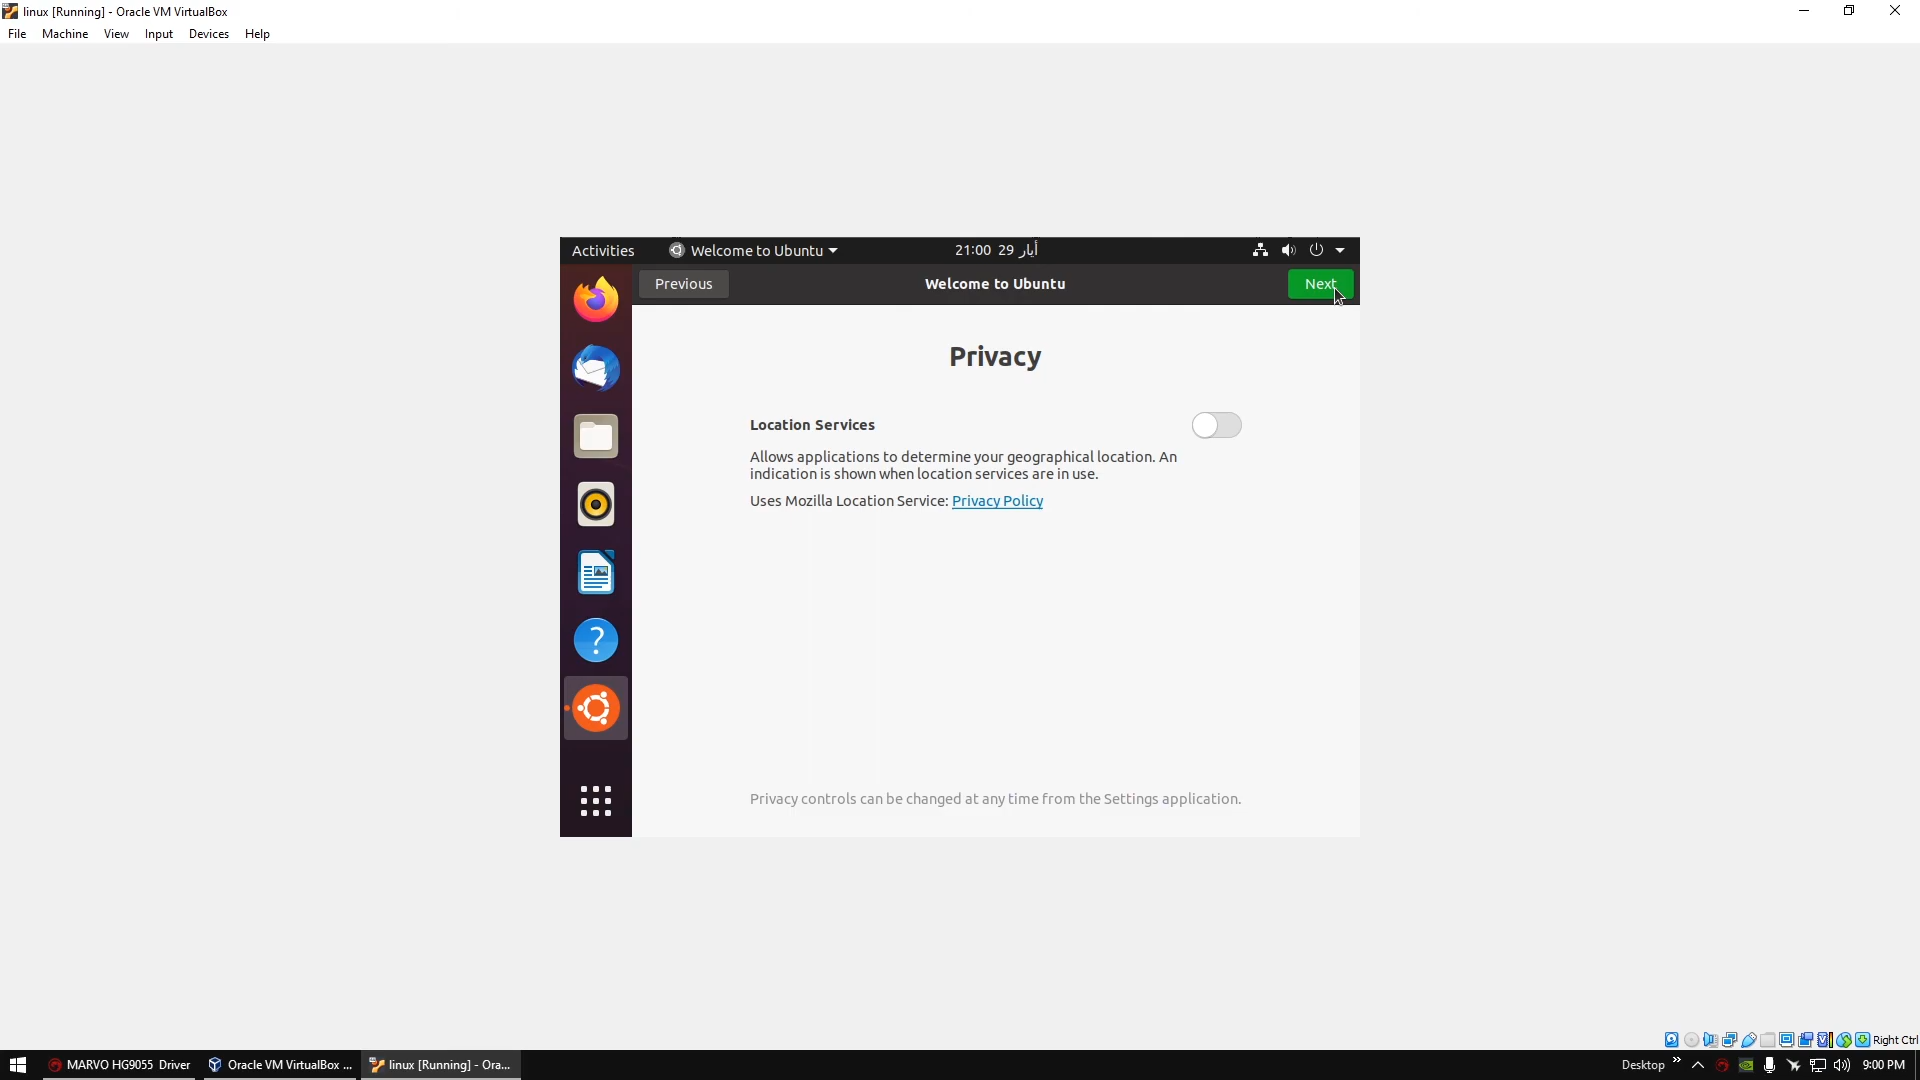 linux [Running] - Oracle VM VirtualBox
File Machine View Input Devices Help
Activities Welcome to Ubuntu 21:00 29 أيار
Previous Welcome to Ubuntu Next
Privacy
Location Services
Allows applications to determine your geographical location. An
indication is shown when location services are in use.
Uses Mozilla Location Service: Privacy Policy
Privacy controls can be changed at any time from the Settings application.
Right Ctrl
MARVO HG9055 Driver Oracle VM VirtualBox ... linux [Running] - Ora... Desktop 9:00 PM